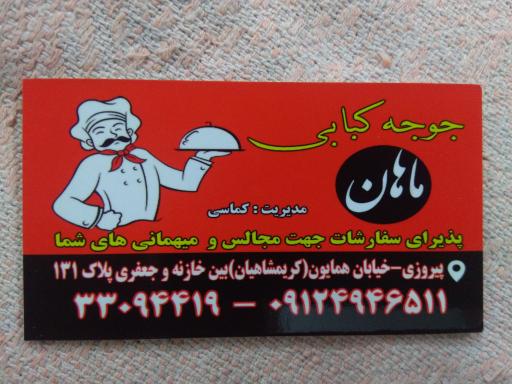 جوجه کبابی
ماهان
مدیریت : کماسی
پذیرای سفارشات جهت مجالس و میهمانی های شما
پیروزی-خیابان همایون(کریمشاهیان)بین خازنه و جعفری پلاک ۱۳۱
۳۳۰۹۴۴۱۹ - ۰۹۱۲۴۹۴۶۵۱۱